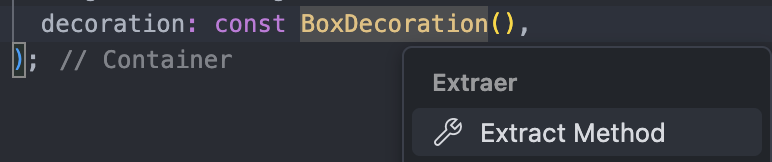 decoration: const BoxDecoration(),
); // Container
Extraer
Extract Method